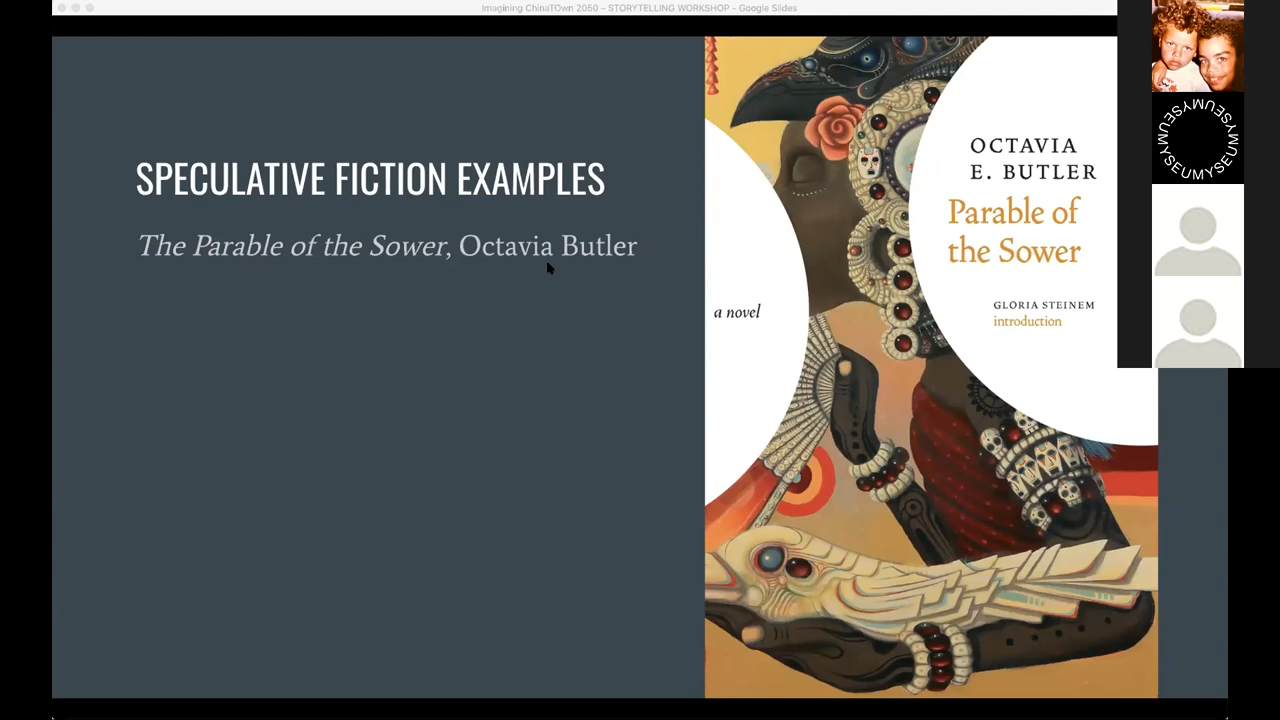 Imagining ChinaTOwn 2050 – STORYTELLING WORKSHOP - Google Slides
SPECULATIVE FICTION EXAMPLES
The Parable of the Sower, Octavia Butler
a novel
OCTAVIA
E. BUTLER
Parable of
the Sower
GLORIA STEINEM
introduction
MYSEUMYSEUMYSEUMYSEU